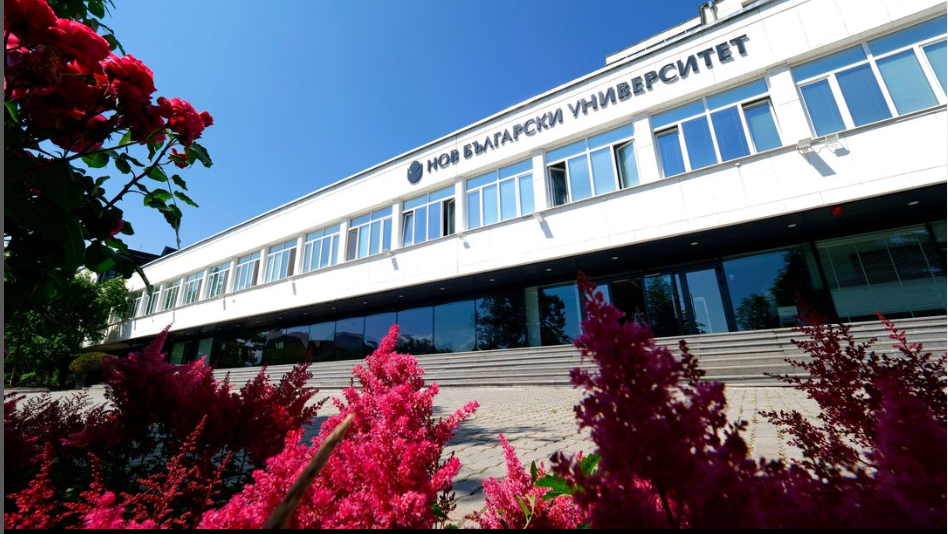 НОВ БЪЛГАРСКИ УНИВЕРСИТЕТ